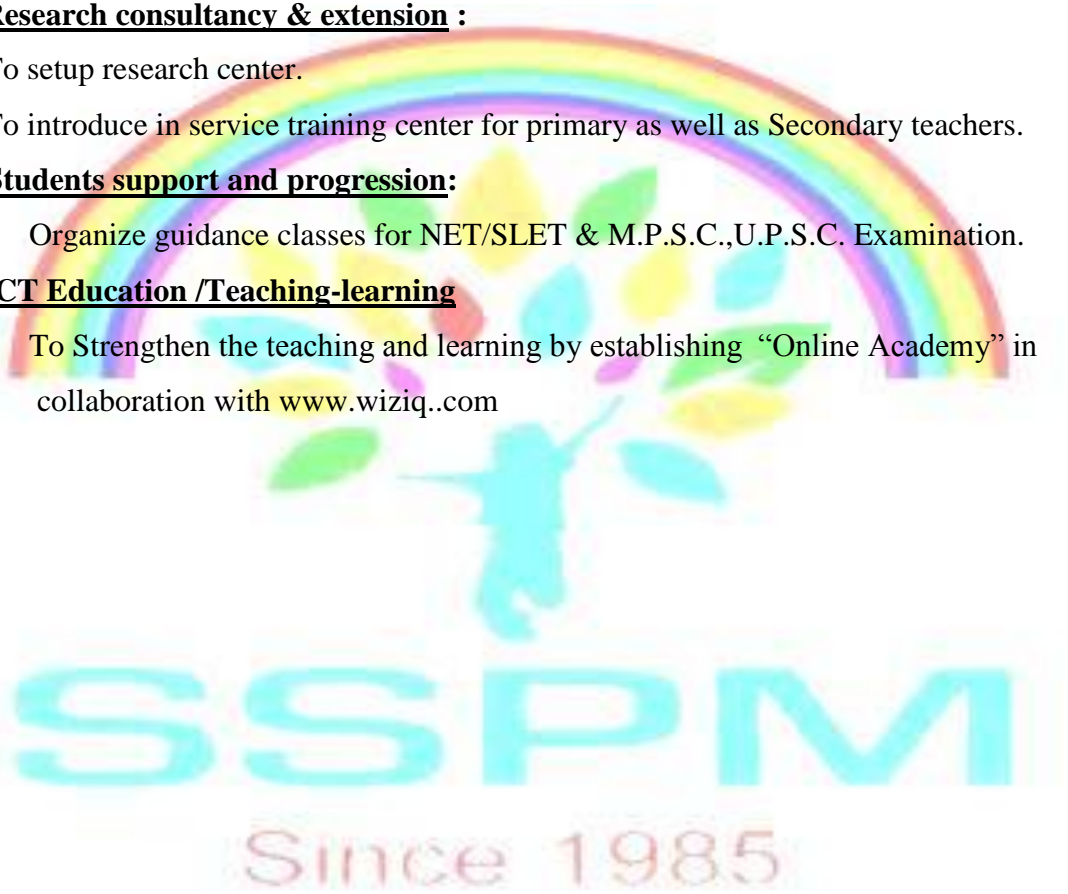 Research consultancy & extension :
To setup research center.
To introduce in service training center for primary as well as Secondary teachers.
Students support and progression:
Organize guidance classes for NET/SLET & M.P.S.C.,U.P.S.C. Examination.
ICT Education /Teaching-learning
To Strengthen the teaching and learning by establishing “Online Academy” in
collaboration with www.wiziq..com
SSPM
Since 1985